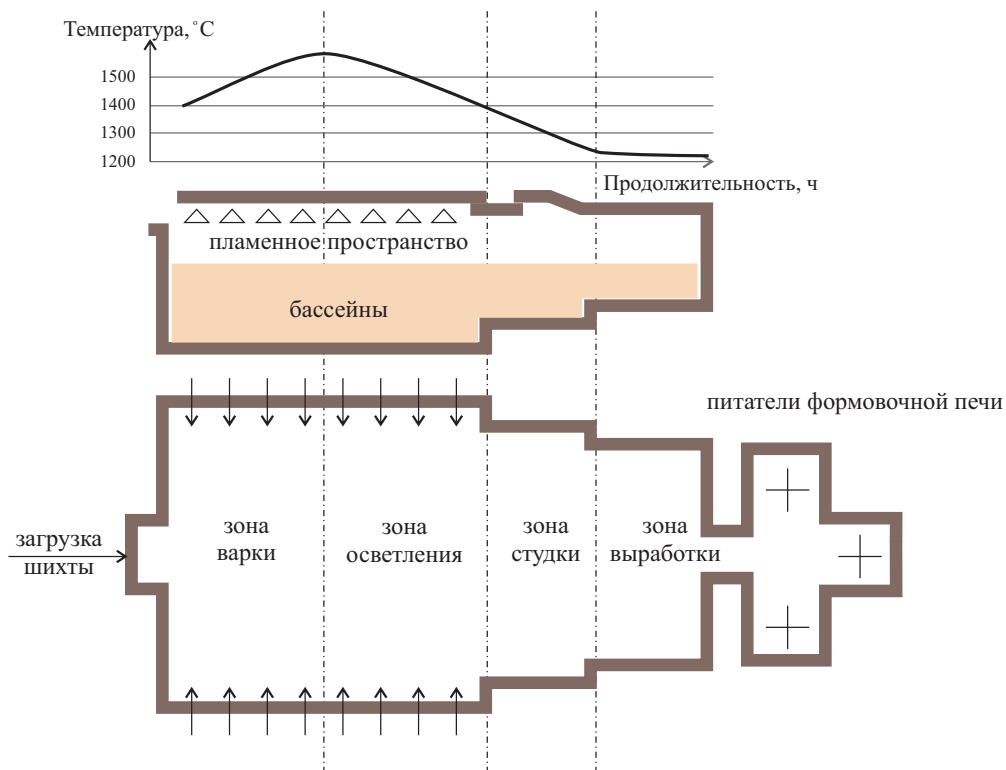 Температура, °С
1500
1400
1300
1200
Продолжительность, ч
пламенное пространство
бассейны
питатели формовочной печи
загрузка
шихты
зона
варки
зона
осветления
зона
студки
зона
выработки